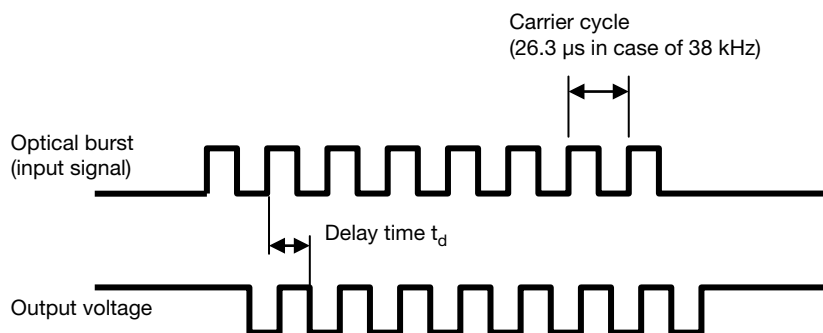 Carrier cycle
(26.3 µs in case of 38 kHz)
Optical burst
(input signal)
Delay time td
Output voltage